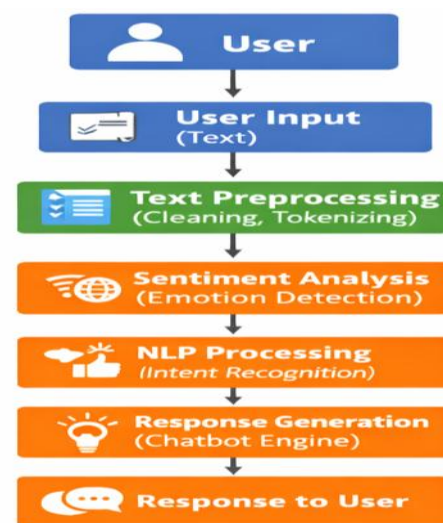 User
User Input
(Text)
Text Preprocessing
(Cleaning, Tokenizing)
Sentiment Analysis
(Emotion Detection)
NLP Processing
(Intent Recognition)
Response Generation
(Chatbot Engine)
Response to User